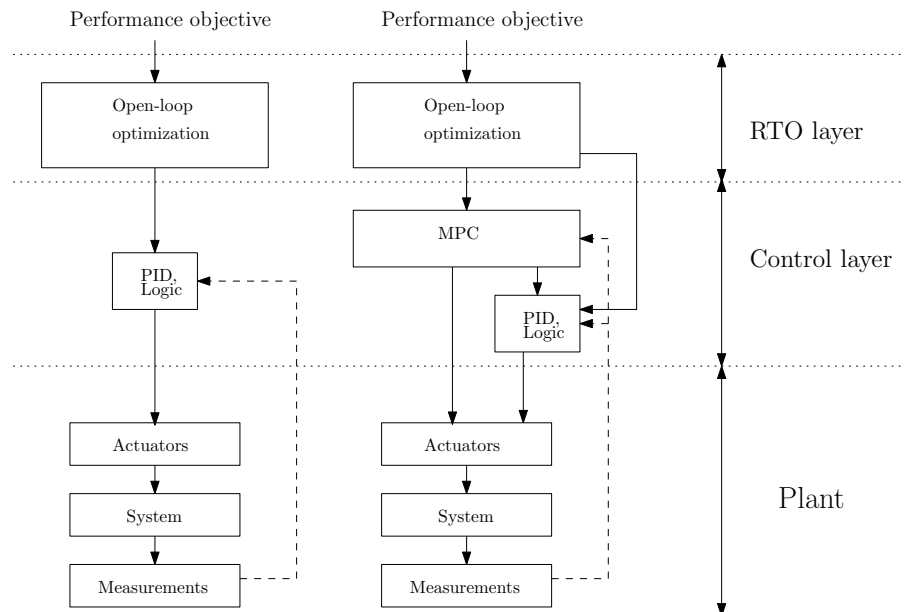 Performance objective
Performance objective
Open-loop
optimization
Open-loop
optimization
RTO layer
MPC
Control layer
PID,
Logic
PID,
Logic
Actuators
Actuators
Plant
System
System
Measurements
Measurements